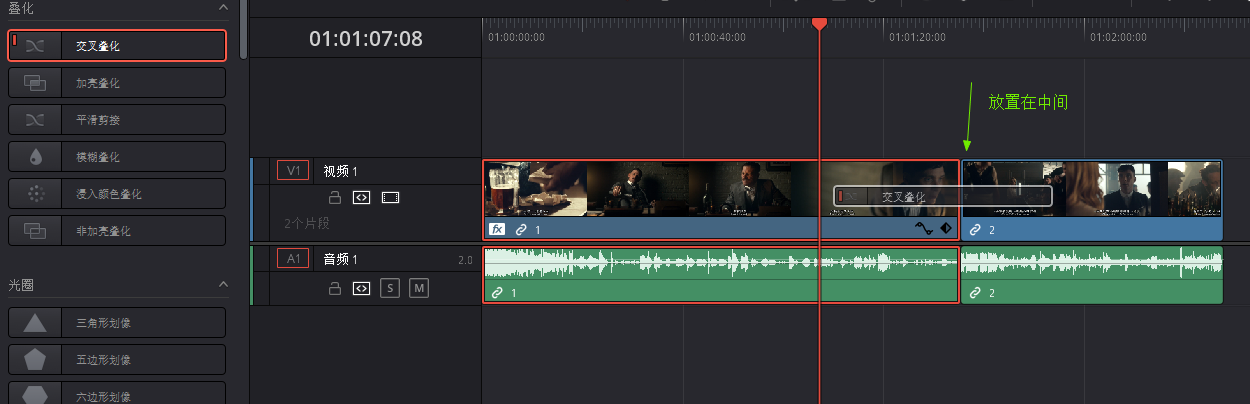 叠化
交叉叠化
加亮叠化
平滑剪接
模糊叠化
浸入颜色叠化
非加亮叠化
光圈
三角形划像
五边形划像
六边形划像
01:01:07:08
01:00:00:00
01:00:40:00
01:01:20:00
01:02:00:00
放置在中间
V1 视频 1
2个片段
交叉叠化
fx 1
2
A1 音频 1 2.0
S M
1
2